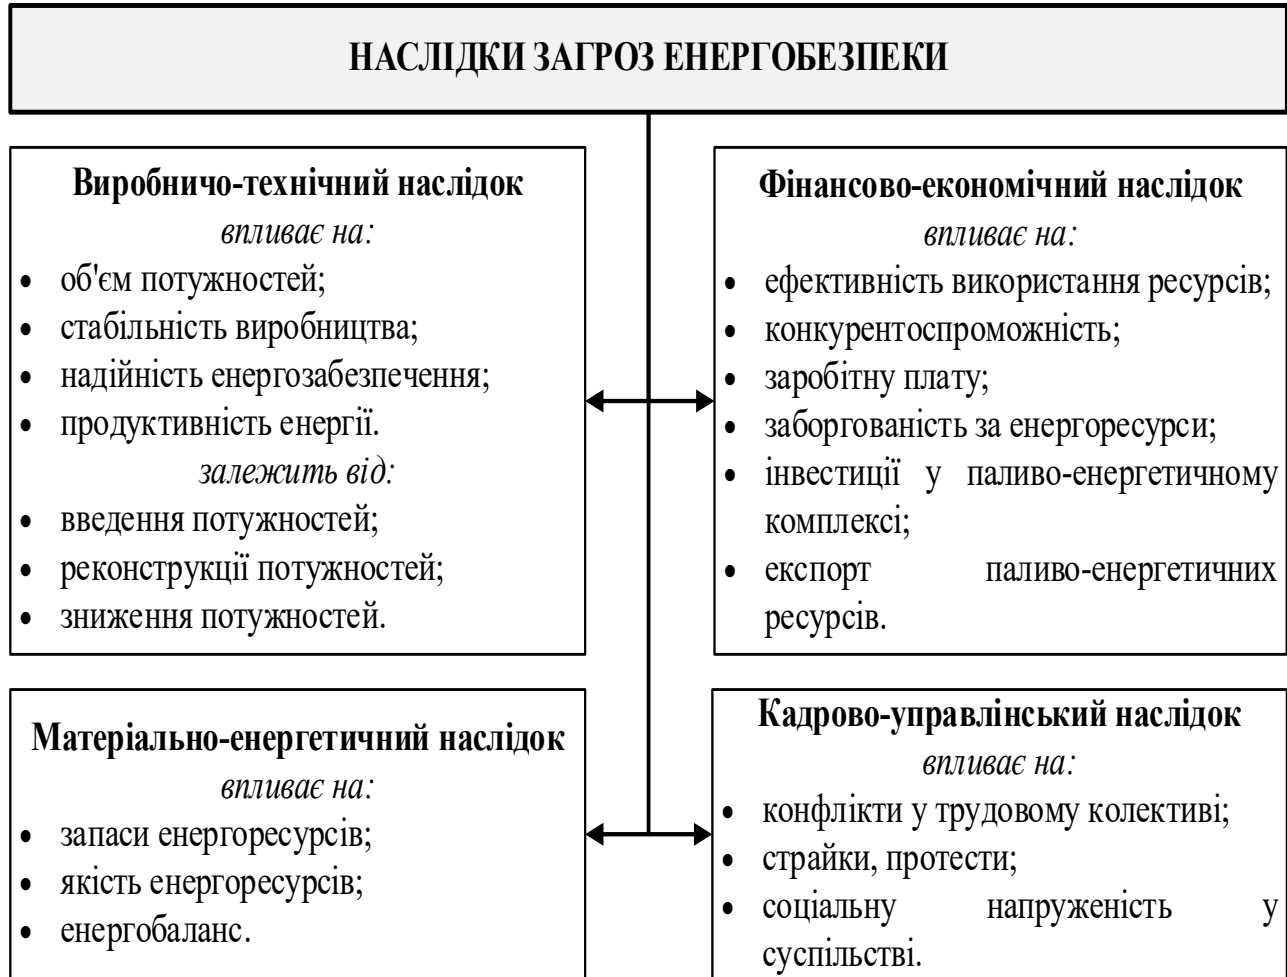 НАСЛІДКИ ЗАГРОЗ ЕНЕРГОБЕЗПЕКИ
Виробничо-технічний наслідок
впливає на:
• об'єм потужностей;
• стабільність виробництва;
• надійність енергозабезпечення;
• продуктивність енергії.
залежить від:
• введення потужностей;
• реконструкції потужностей;
• зниження потужностей.
Фінансово-економічний наслідок
впливає на:
• ефективність використання ресурсів;
• конкурентоспроможність;
• заробітну плату;
• заборгованість за енергоресурси;
• інвестиції у паливо-енергетичному
комплексі;
• експорт паливо-енергетичних
ресурсів.
Матеріально-енергетичний наслідок
впливає на:
• запаси енергоресурсів;
• якість енергоресурсів;
• енергобаланс.
Кадрово-управлінський наслідок
впливає на:
• конфлікти у трудовому колективі;
• страйки, протести;
• соціальну напруженість у
суспільстві.